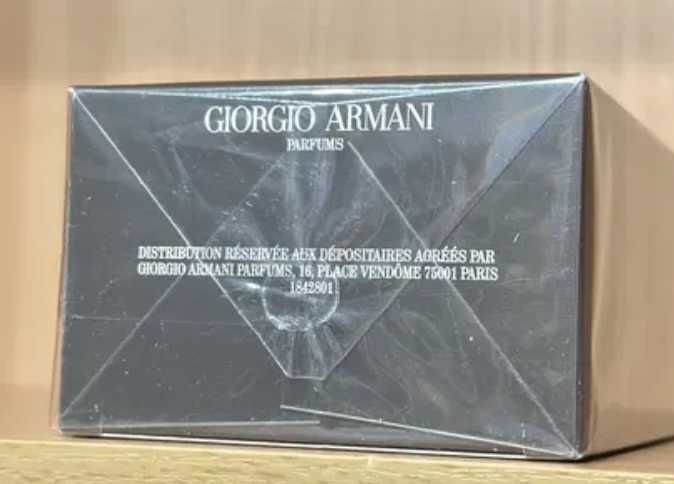 GIORGIO ARMANI
PARFUMS
DISTRIBUTION RÉSERVÉE AUX DÉPOSITAIRES AGRÉÉS PAR
GIORGIO ARMANI PARFUMS, 16, PLACE VENDÔME 75001 PARIS
1842801